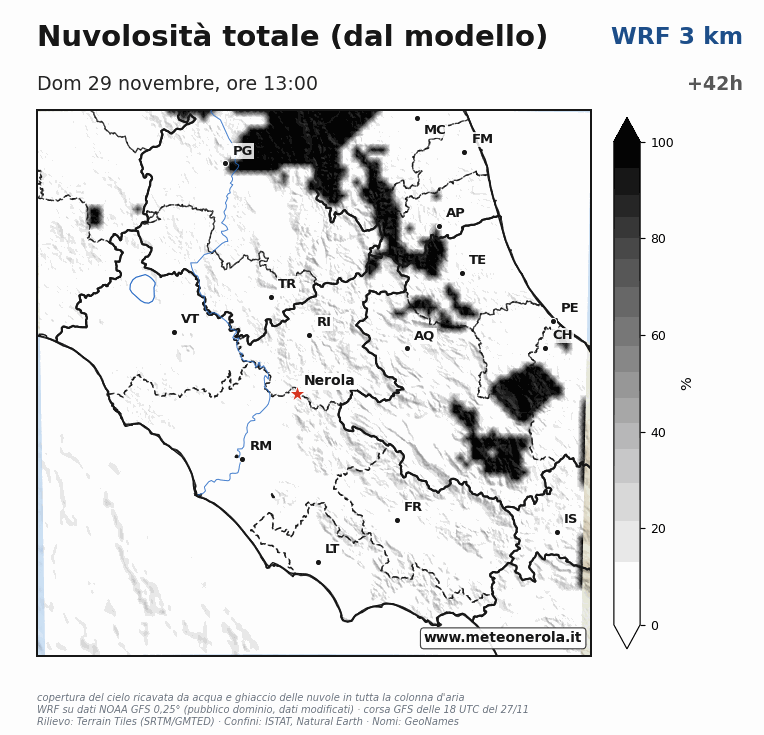 Nuvolosità totale (dal modello)
WRF 3 km
Dom 29 novembre, ore 13:00
+42h
MC
FM
PG
AP
TE
TR
PE
VT
RI
AQ
CH
Nerola
RM
FR
IS
LT
www.meteonerola.it
100
80
60
40
20
0
%
copertura del cielo ricavata da acqua e ghiaccio delle nuvole in tutta la colonna d'aria
WRF su dati NOAA GFS 0,25° (pubblico dominio, dati modificati) · corsa GFS delle 18 UTC del 27/11
Rilievo: Terrain Tiles (SRTM/GMTED) · Confini: ISTAT, Natural Earth · Nomi: GeoNames